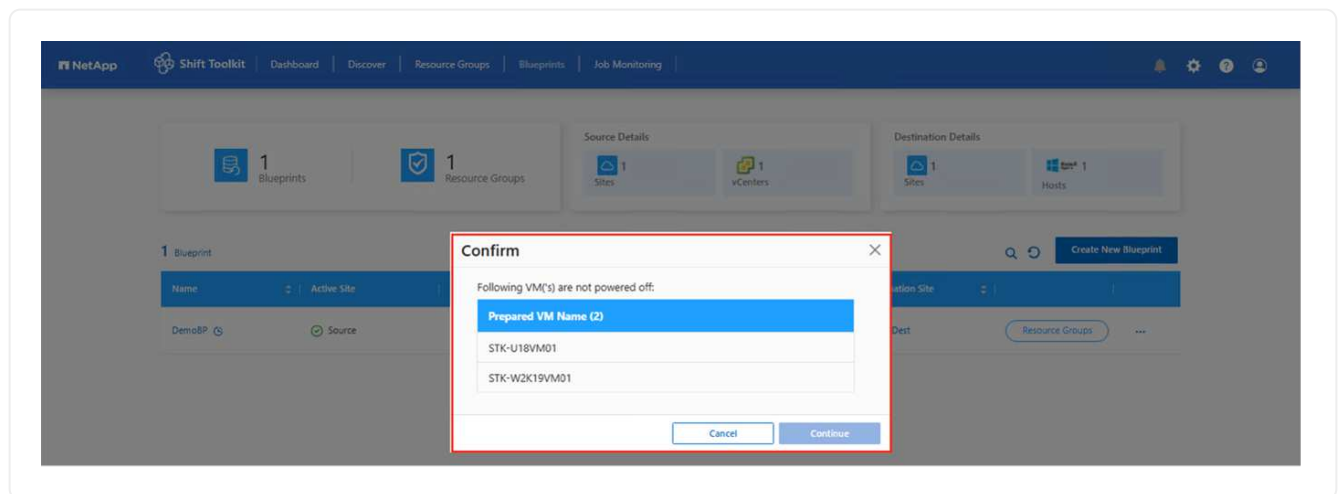 NetApp Shift Toolkit Dashboard Discover Resource Groups Blueprints Job Monitoring
1
Blueprints
1
Resource Groups
Source Details
1
Sites
1
vCenters
Destination Details
1
Sites
1
Hosts
1 Blueprint
Create New Blueprint
Name Active Site
ation Site
DemoBP Source
Dest
Resource Groups
Confirm
Following VM('s) are not powered off:
Prepared VM Name (2)
STK-U18VM01
STK-W2K19VM01
Cancel Continue